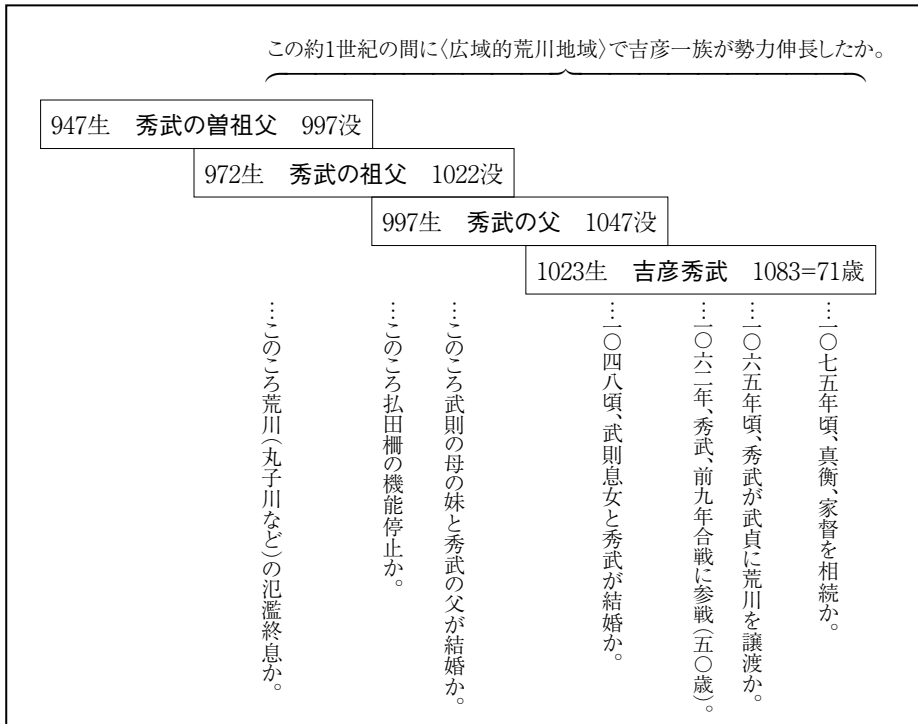 この約1世紀の間に〈広域的荒川地域〉で吉彦一族が勢力伸長したか。
947生　秀武の曽祖父　997没
972生　秀武の祖父　1022没
997生　秀武の父　1047没
1023生　吉彦秀武　1083=71歳
…一〇七五年頃、真衡、家督を相続か。
…一〇六五年頃、秀武が武貞に荒川を譲渡か。
…一〇六二年、秀武、前九年合戦に参戦（五〇歳）。
…一〇四八頃、武則息女と秀武が結婚か。
…このころ武則の母の妹と秀武の父が結婚か。
…このころ払田柵の機能停止か。
…このころ荒川（丸子川など）の氾濫終息か。